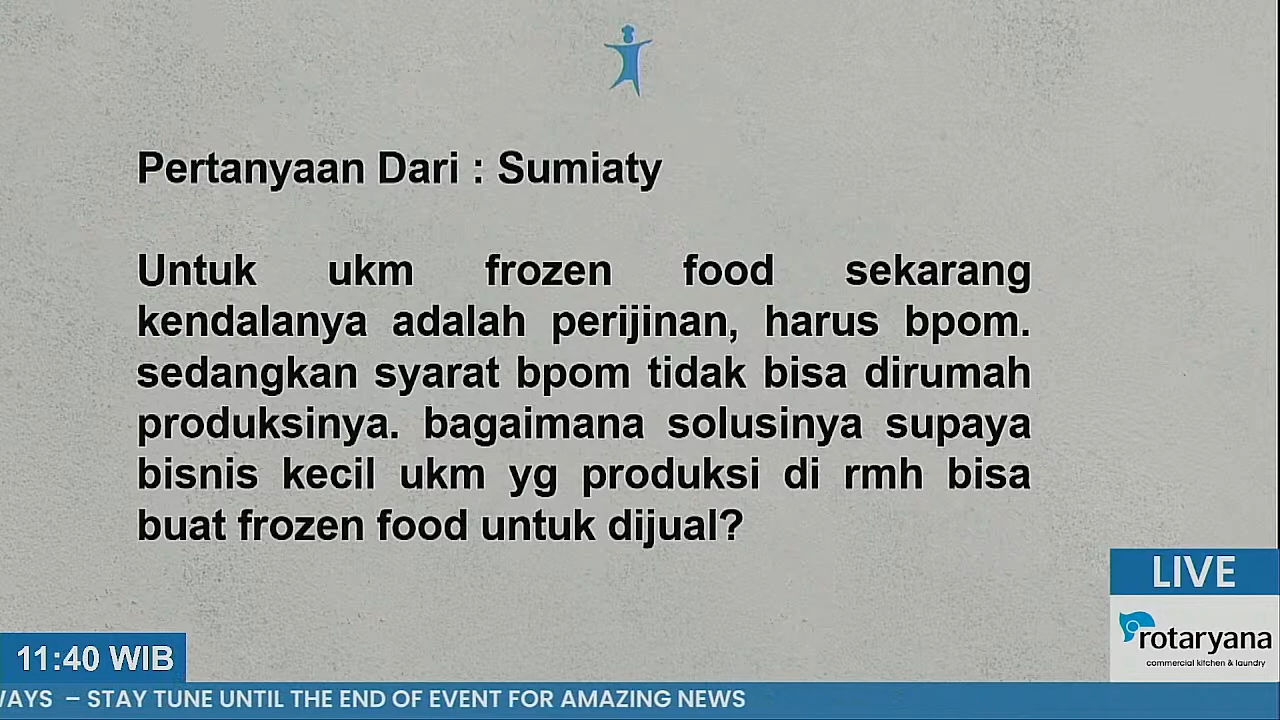 Pertanyaan Dari : Sumiaty
Untuk ukm frozen food sekarang
kendalanya adalah perijinan, harus bpom.
sedangkan syarat bpom tidak bisa dirumah
produksinya. bagaimana solusinya supaya
bisnis kecil ukm yg produksi di rmh bisa
buat frozen food untuk dijual?
LIVE
rotaryana
commercial kitchen & laundry
11:40 WIB
WAYS – STAY TUNE UNTIL THE END OF EVENT FOR AMAZING NEWS